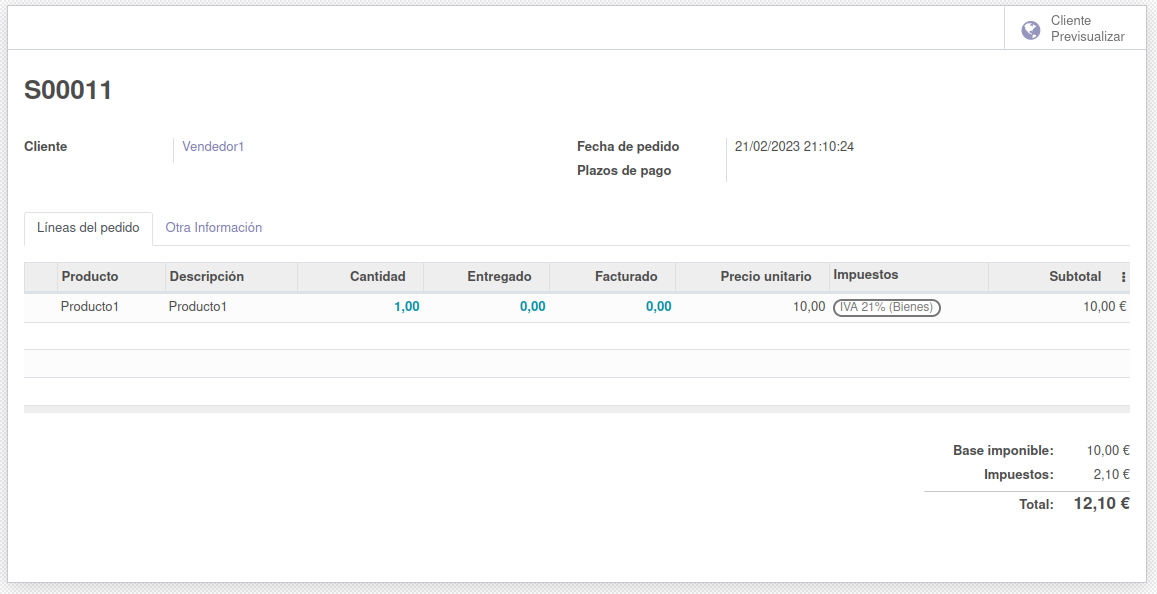 Cliente
Previsualizar
S00011
Cliente Vendedor1 Fecha de pedido 21/02/2023 21:10:24
Plazos de pago
Líneas del pedido Otra Información
Producto Descripción Cantidad Entregado Facturado Precio unitario Impuestos Subtotal
Producto1 Producto1 1,00 0,00 0,00 10,00 IVA 21% (Bienes) 10,00 €
Base imponible: 10,00 €
Impuestos: 2,10 €
Total: 12,10 €